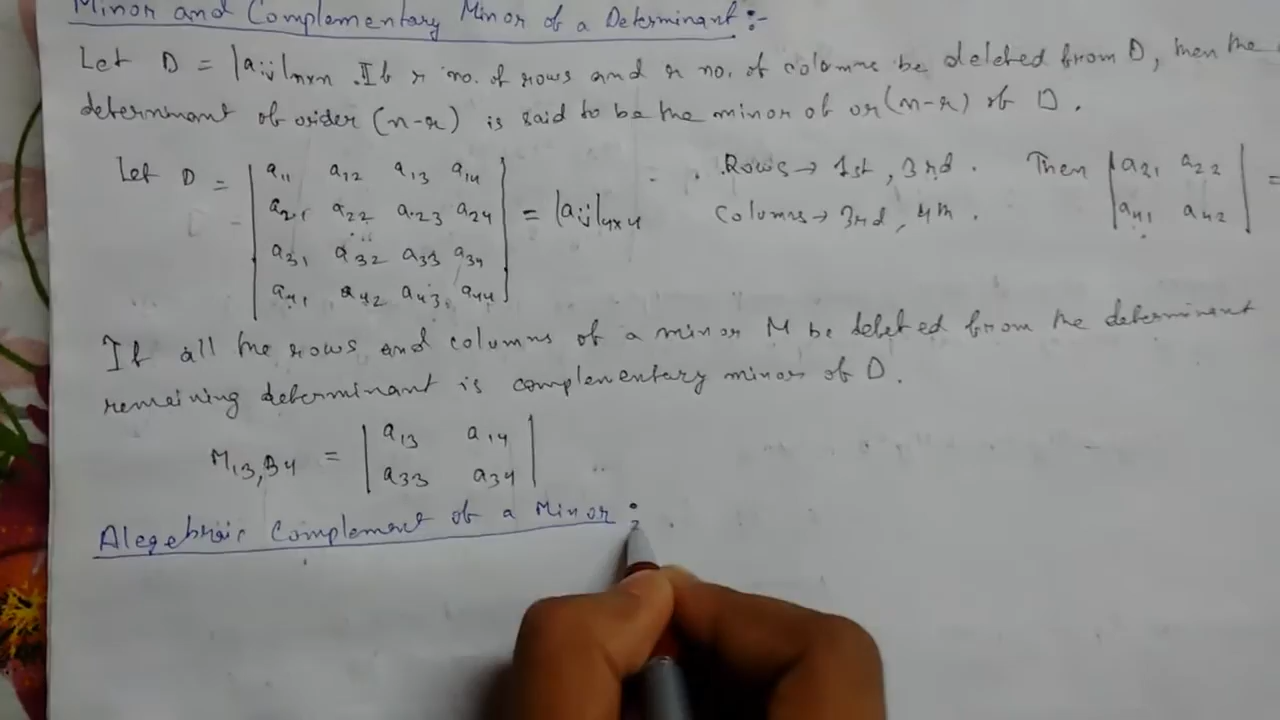 Minor and Complementary Minor of a Determinant :-
Let D = |aij|nxn . If r no. of rows and r no. of columns be deleted from D, then the
determinant of order (n-r) is said to be the minor of or (n-r) of D.
Let D = | a11 a12 a13 a14 | = |aij|4x4
| a21 a22 a23 a24 |
| a31 a32 a33 a34 |
| a41 a42 a43 a44 |
Rows → 1st, 3rd. Then | a21 a22 | =
Columns → 3rd, 4th. | a41 a42 |
If all the rows and columns of a minor M be deleted from the determinant
remaining determinant is complementary minor of D.
M13,34 = | a13 a14 |
| a33 a34 |
Alegebraic Complement of a Minor :